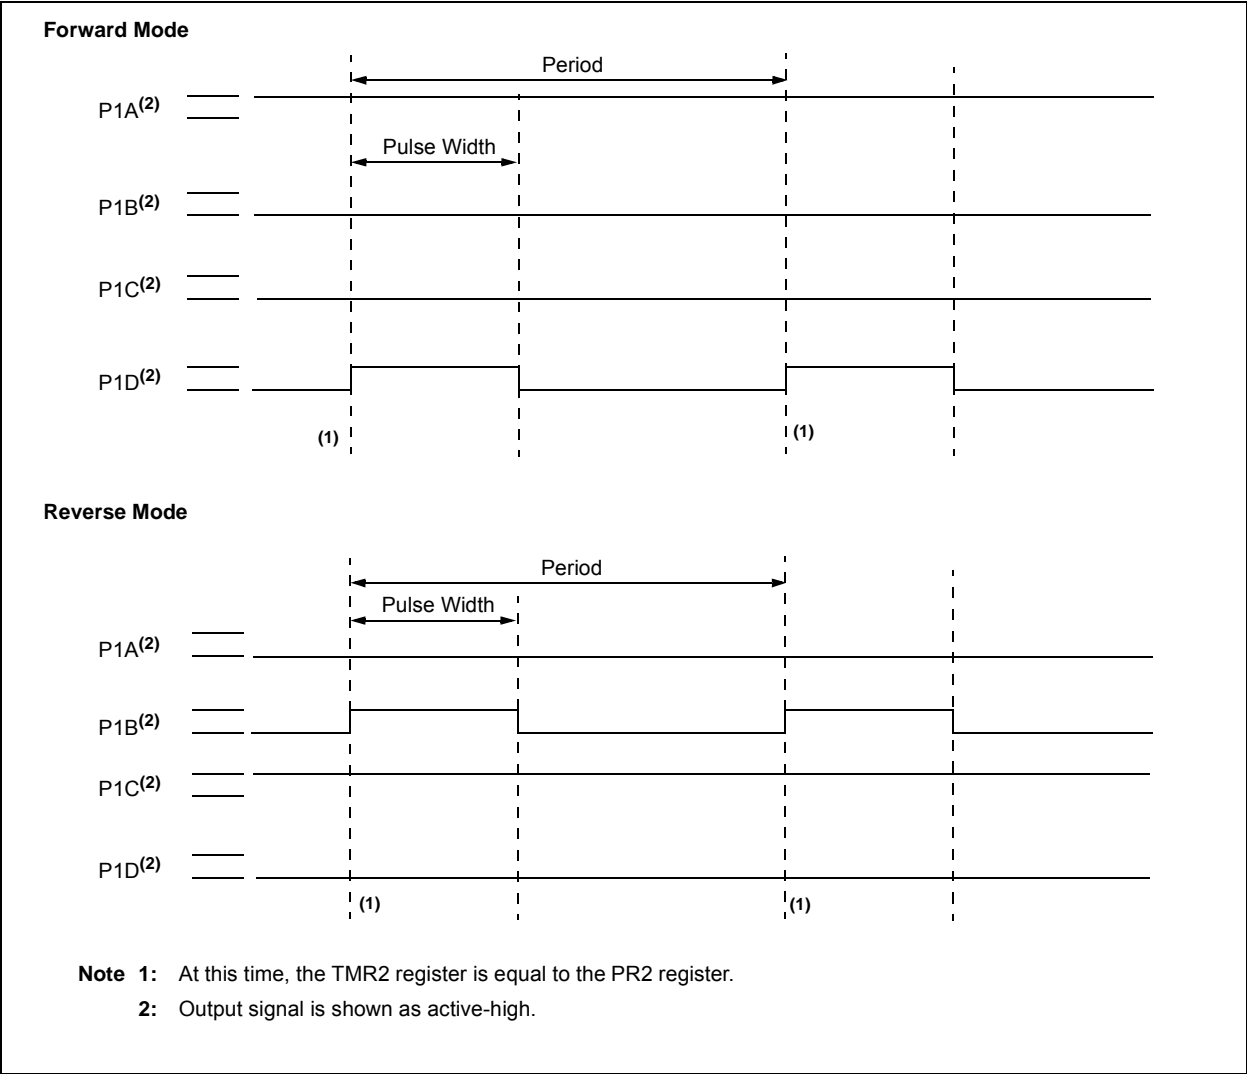 Forward Mode
Period
P1A(2)
Pulse Width
P1B(2)
P1C(2)
P1D(2)
(1)
(1)
Reverse Mode
Period
Pulse Width
P1A(2)
P1B(2)
P1C(2)
P1D(2)
(1)
(1)
Note 1: At this time, the TMR2 register is equal to the PR2 register.
2: Output signal is shown as active-high.